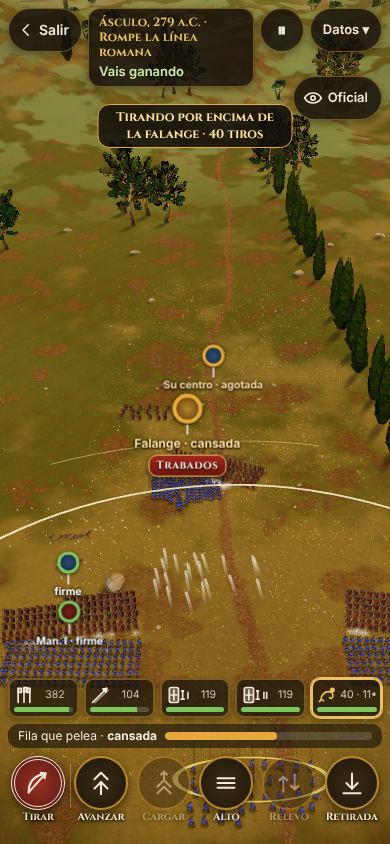 Salir
ÁSCULO, 279 A.C. ·
ROMPE LA LÍNEA
ROMANA
Vais ganando
Datos ▾
Oficial
TIRANDO POR ENCIMA DE
LA FALANGE · 40 TIROS
Su centro · agotada
Falange · cansada
TRABADOS
firme
Man. I · firme
382
104
I 119
II 119
40 · 11
Fila que pelea · cansada
TIRAR
AVANZAR
CARGAR
ALTO
RELEVO
RETIRADA